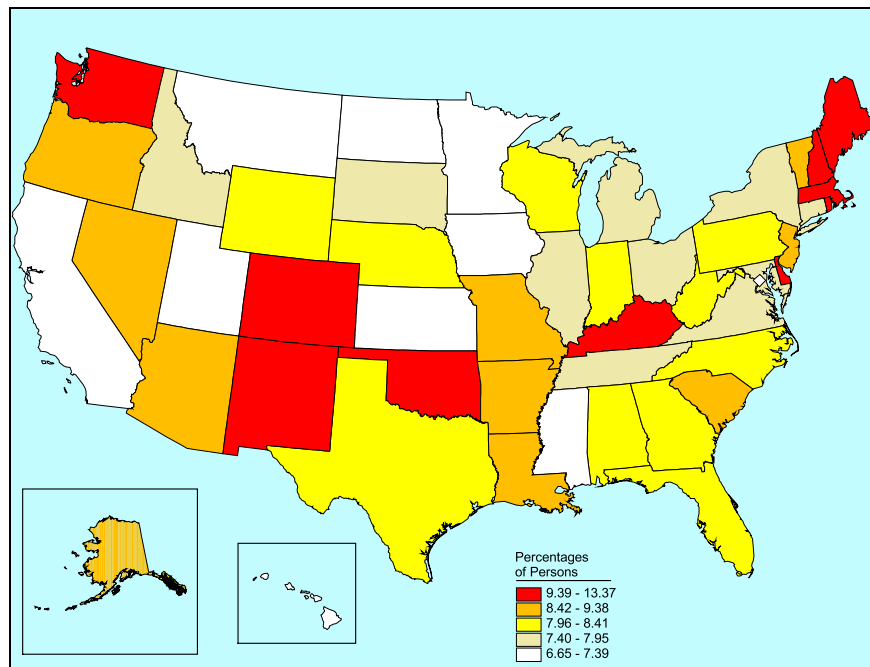 Percentages
of Persons
9.39 - 13.37
8.42 - 9.38
7.96 - 8.41
7.40 - 7.95
6.65 - 7.39